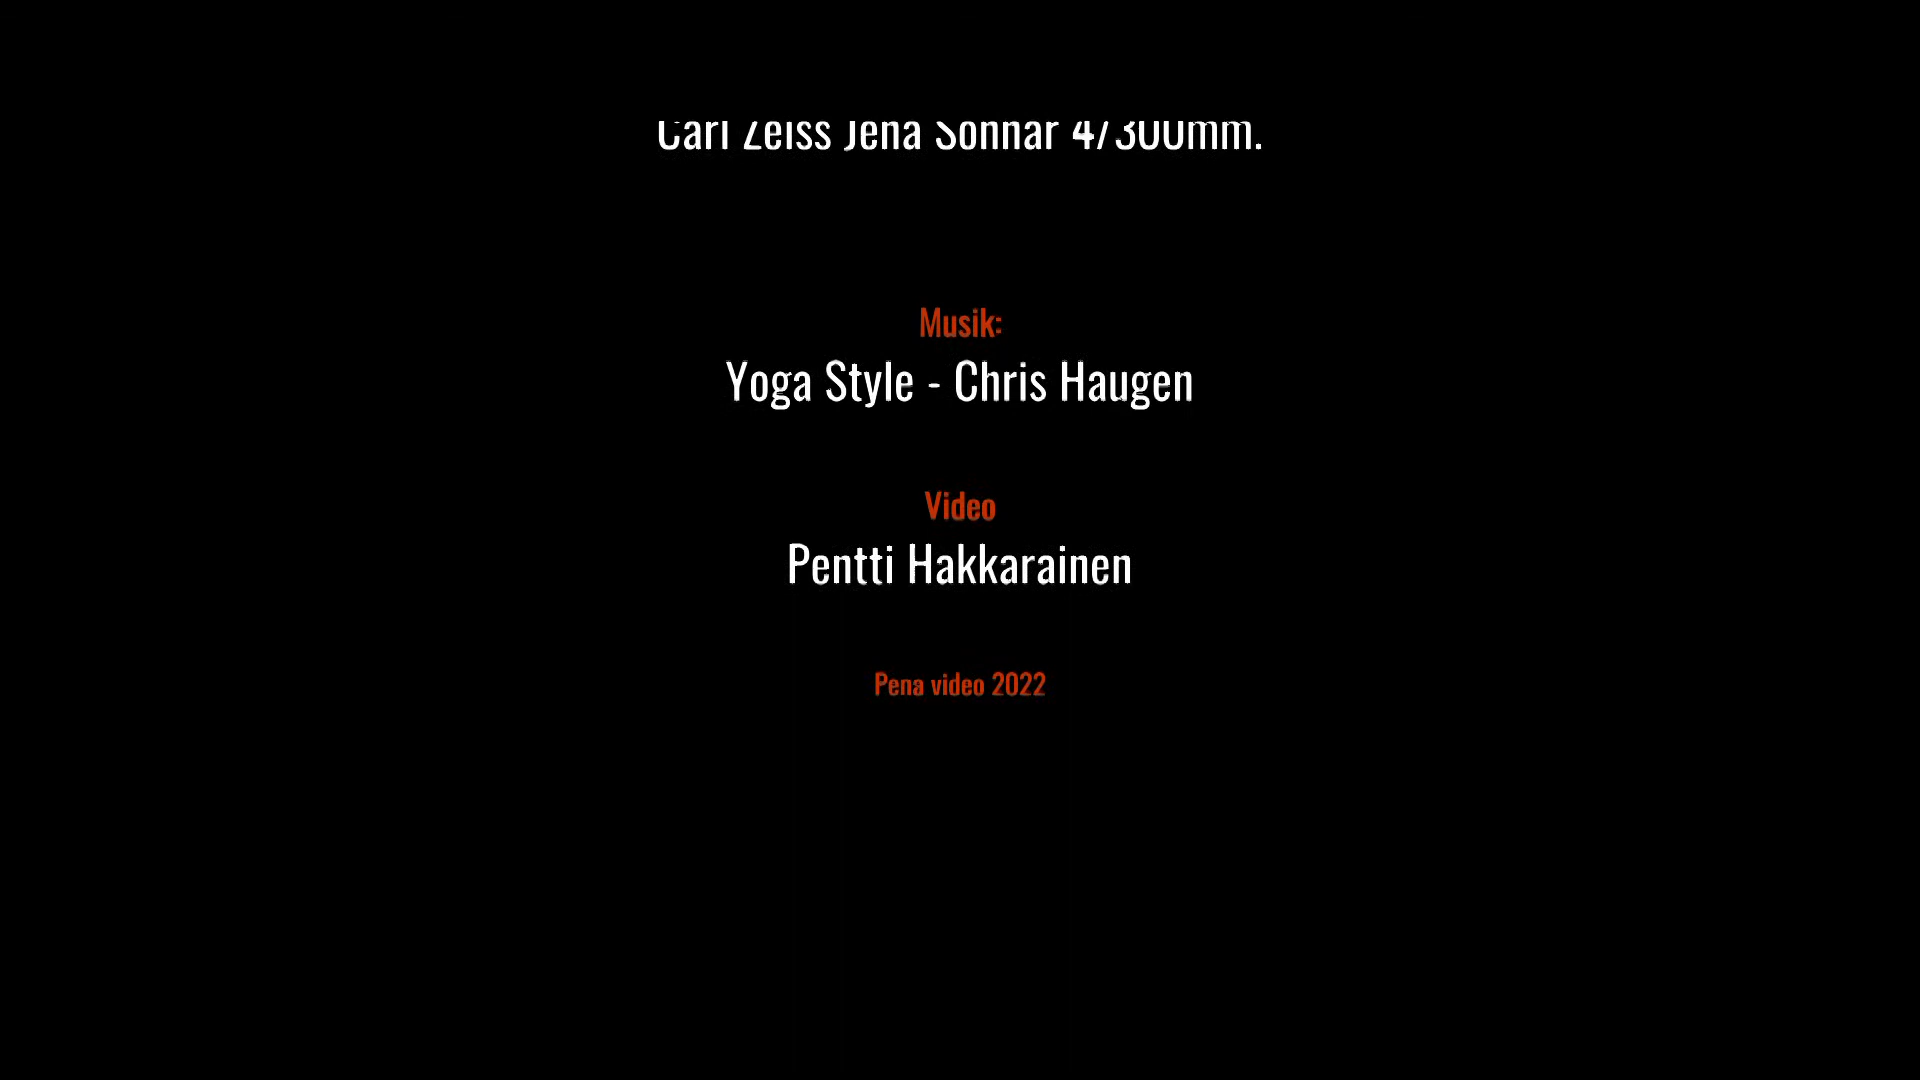 Carl Zeiss Jena Sonnar 4/300mm.
Musik:
Yoga Style - Chris Haugen
Video
Pentti Hakkarainen
Pena video 2022